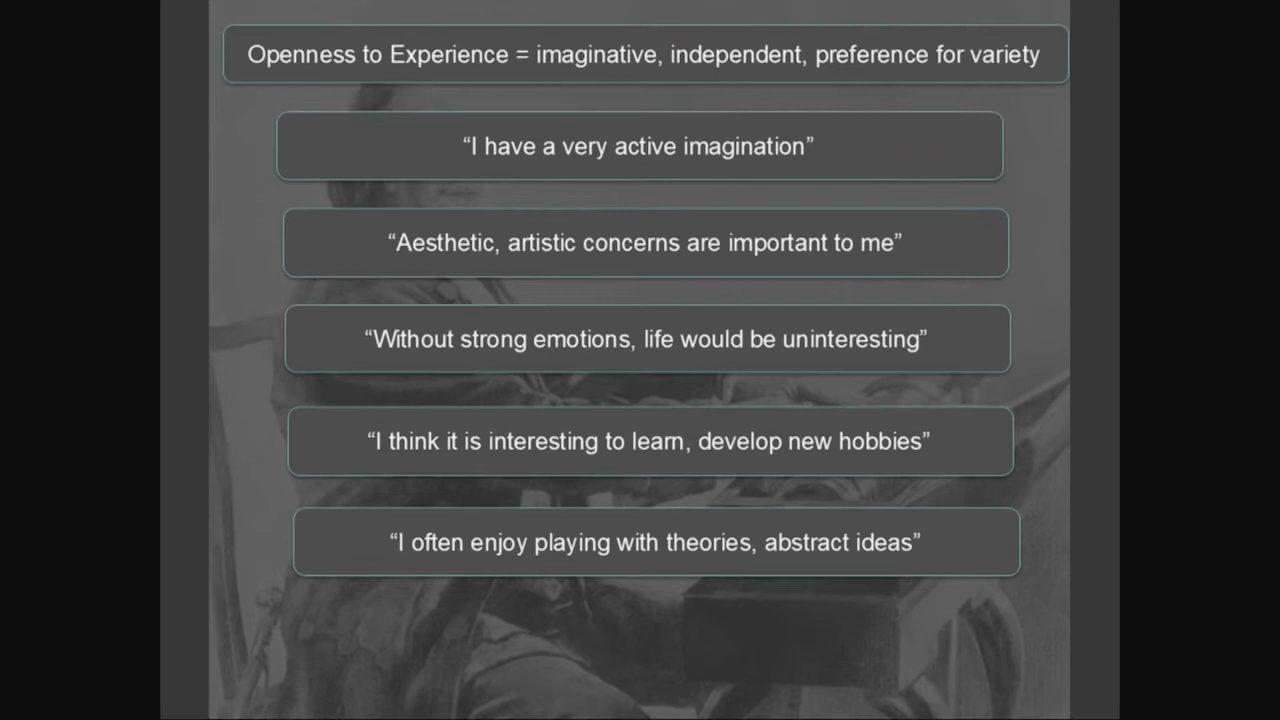 Openness to Experience = imaginative, independent, preference for variety
“I have a very active imagination”
“Aesthetic, artistic concerns are important to me”
“Without strong emotions, life would be uninteresting”
“I think it is interesting to learn, develop new hobbies”
“I often enjoy playing with theories, abstract ideas”